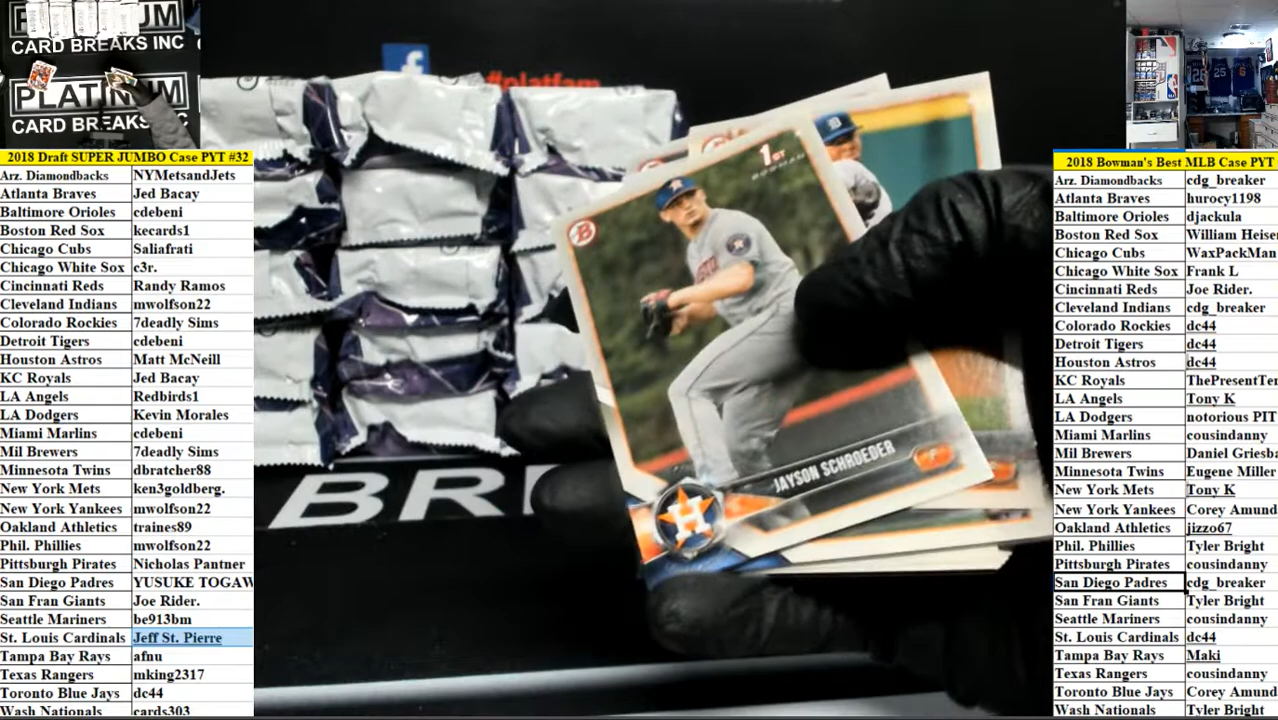 PLATINUM
CARD BREAKS INC
PLATINUM
CARD BREAKS INC
2018 Draft SUPER JUMBO Case PYT #32
Arz. Diamondbacks NYMetsandJets
Atlanta Braves Jed Bacay
Baltimore Orioles cdebeni
Boston Red Sox kecards1
Chicago Cubs Saliafrati
Chicago White Sox c3r.
Cincinnati Reds Randy Ramos
Cleveland Indians mwolfson22
Colorado Rockies 7deadly Sims
Detroit Tigers cdebeni
Houston Astros Matt McNeill
KC Royals Jed Bacay
LA Angels Redbirds1
LA Dodgers Kevin Morales
Miami Marlins cdebeni
Mil Brewers 7deadly Sims
Minnesota Twins dbratcher88
New York Mets ken3goldberg.
New York Yankees mwolfson22
Oakland Athletics traines89
Phil. Phillies mwolfson22
Pittsburgh Pirates Nicholas Pantner
San Diego Padres YUSUKE TOGAW
San Fran Giants Joe Rider.
Seattle Mariners be913bm
St. Louis Cardinals Jeff St. Pierre
Tampa Bay Rays afnu
Texas Rangers mking2317
Toronto Blue Jays dc44
Wash Nationals cards303
f
#platfam
BR
1ST
BOWMAN
B
H
JAYSON SCHROEDER
P
28 25 6
2018 Bowman's Best MLB Case PYT
Arz. Diamondbacks cdg_breaker
Atlanta Braves hurocy1198
Baltimore Orioles djackula
Boston Red Sox William Heise
Chicago Cubs WaxPackMan
Chicago White Sox Frank L
Cincinnati Reds Joe Rider.
Cleveland Indians cdg_breaker
Colorado Rockies dc44
Detroit Tigers dc44
Houston Astros dc44
KC Royals ThePresentTen
LA Angels Tony K
LA Dodgers notorious PIT
Miami Marlins cousindanny
Mil Brewers Daniel Griesba
Minnesota Twins Eugene Miller
New York Mets Tony K
New York Yankees Corey Amund
Oakland Athletics jizzo67
Phil. Phillies Tyler Bright
Pittsburgh Pirates cousindanny
San Diego Padres cdg_breaker
San Fran Giants Tyler Bright
Seattle Mariners cousindanny
St. Louis Cardinals dc44
Tampa Bay Rays Maki
Texas Rangers cousindanny
Toronto Blue Jays Corey Amund
Wash Nationals Tyler Bright